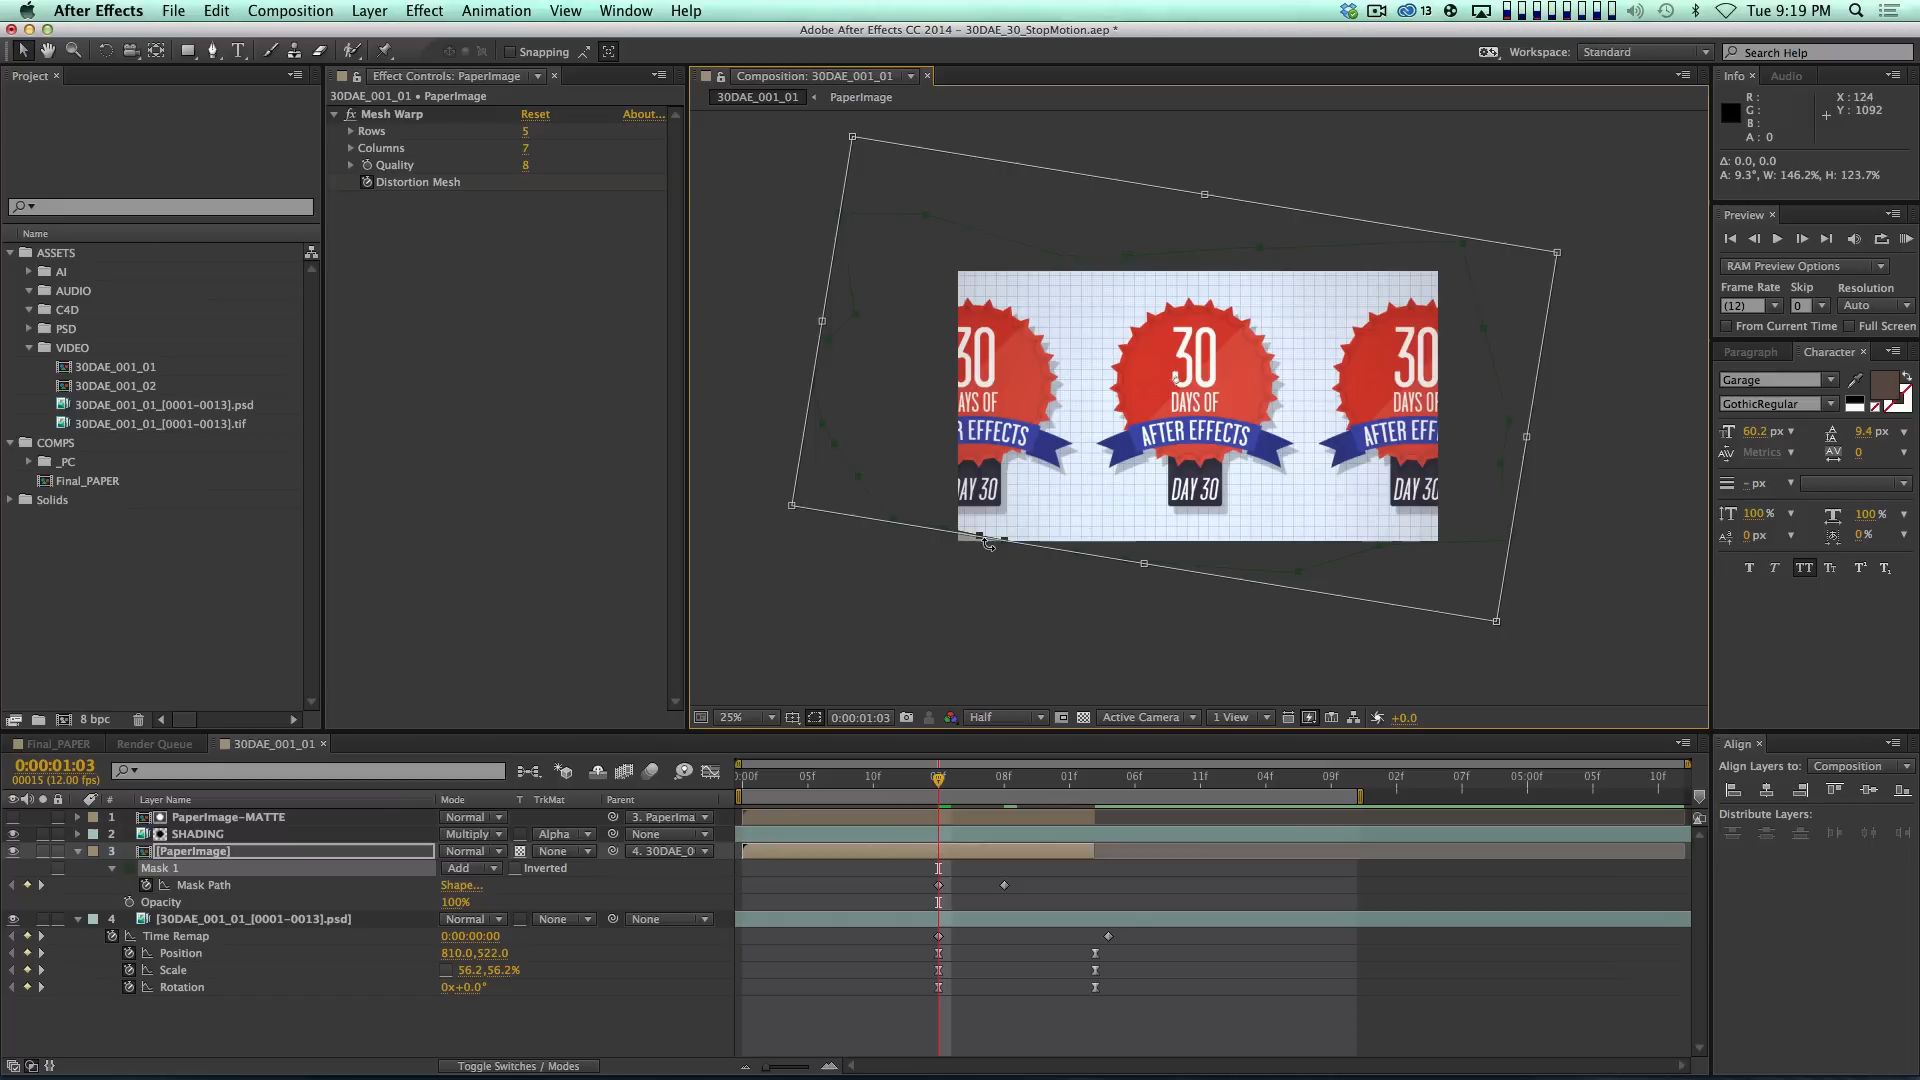 After Effects File Edit Composition Layer Effect Animation View Window Help 13 Tue 9:19 PM
Adobe After Effects CC 2014 - 30DAE_30_StopMotion.aep *
Snapping Workspace: Standard Search Help
Project Effect Controls: PaperImage Composition: 30DAE_001_01 Info Audio
30DAE_001_01 • PaperImage 30DAE_001_01 PaperImage
R: G: B: A: 0 X : 124 Y : 1092
fx Mesh Warp Reset About...
Rows 5
Columns 7
Quality 8
Distortion Mesh
Δ: 0.0, 0.0
A: 9.3°, W: 146.2%, H: 123.7%
Name
ASSETS
AI
AUDIO
C4D
PSD
VIDEO
30DAE_001_01
30DAE_001_02
30DAE_001_01_[0001-0013].psd
30DAE_001_01_[0001-0013].tif
COMPS
_PC
Final_PAPER
Solids
8 bpc
30 30 30
DAYS OF DAYS OF DAYS O
R EFFECTS AFTER EFFECTS AFTER EFF
DAY 30 DAY 30 DAY 30
25% 0:00:01:03 Half Active Camera 1 View +0.0
Preview
RAM Preview Options
Frame Rate Skip Resolution
(12) 0 Auto
From Current Time Full Screen
Paragraph Character
Garage
GothicRegular
60.2 px 9.4 px
Metrics 0
- px
100 % 100 %
0 px 0 %
T T TT Tt T¹ T₁
Final_PAPER Render Queue 30DAE_001_01
0:00:01:03
00015 (12.00 fps)
0:00f 05f 10f 03f 08f 01f 06f 11f 04f 09f 02f 07f 05:00f 05f 10f
# Layer Name Mode T TrkMat Parent
1 PaperImage-MATTE Normal 3. PaperIma
2 SHADING Multiply Alpha None
3 [PaperImage] Normal None 4. 30DAE_0
Mask 1 Add Inverted
Mask Path Shape...
Opacity 100%
4 [30DAE_001_01_[0001-0013].psd] Normal None None
Time Remap 0:00:00:00
Position 810.0,522.0
Scale 56.2,56.2%
Rotation 0x+0.0°
Toggle Switches / Modes
Align
Align Layers to: Composition
Distribute Layers: